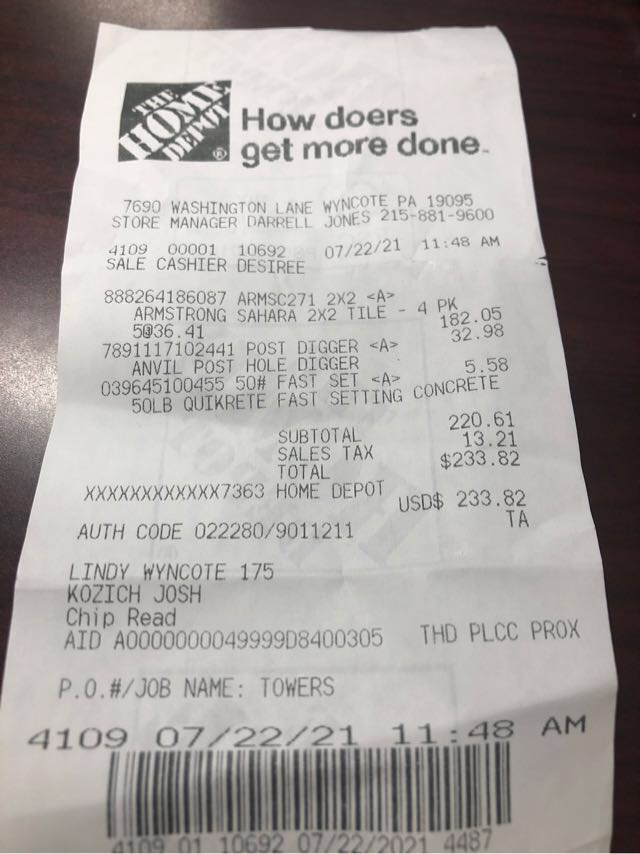 THE
HOME
DEPOT
®
How doers
get more done.
7690 WASHINGTON LANE WYNCOTE PA 19095
STORE MANAGER DARRELL JONES 215-881-9600
4109 00001 10692 07/22/21 11:48 AM
SALE CASHIER DESIREE
888264186087 ARMSC271 2X2 <A>
ARMSTRONG SAHARA 2X2 TILE - 4 PK
5@36.41 182.05
7891117102441 POST DIGGER <A> 32.98
ANVIL POST HOLE DIGGER
039645100455 50# FAST SET <A> 5.58
50LB QUIKRETE FAST SETTING CONCRETE
SUBTOTAL 220.61
SALES TAX 13.21
TOTAL $233.82
XXXXXXXXXXXX7363 HOME DEPOT
USD$ 233.82
AUTH CODE 022280/9011211 TA
LINDY WYNCOTE 175
KOZICH JOSH
Chip Read
AID A0000000049999D8400305 THD PLCC PROX
P.O.#/JOB NAME: TOWERS
4109 07/22/21 11:48 AM
4109 01 10692 07/22/2021 4487